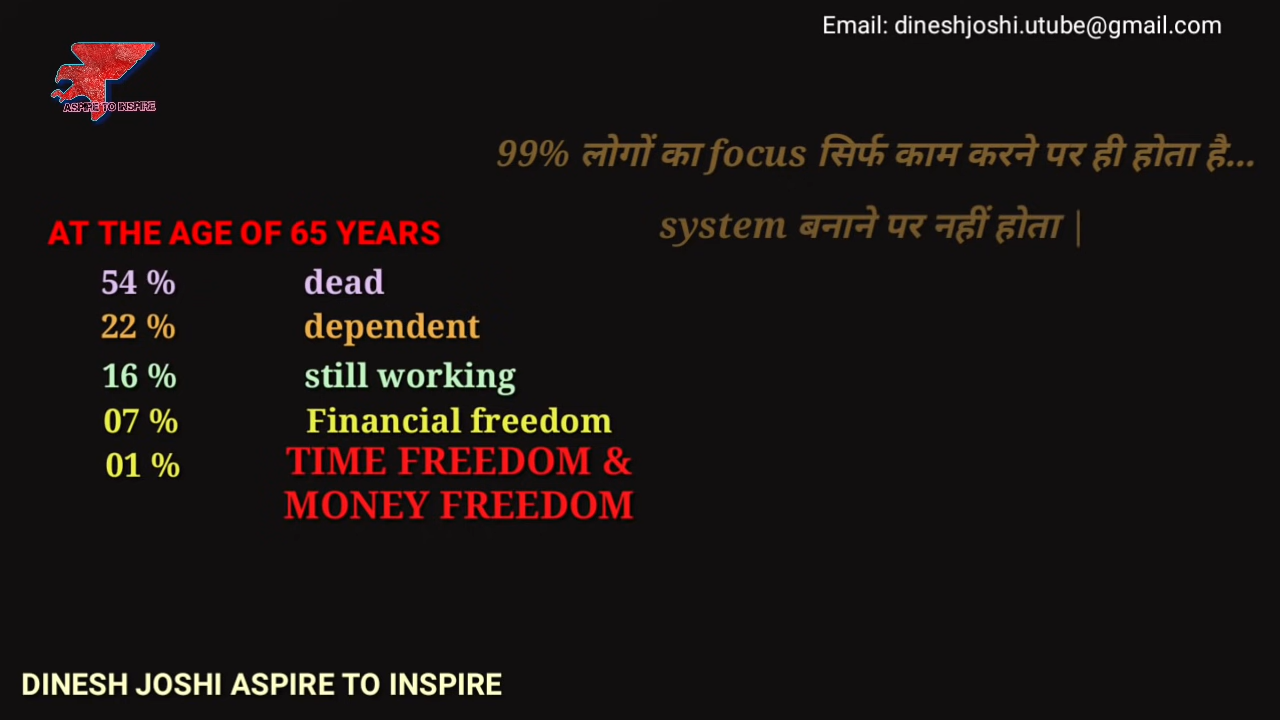 Email: dineshjoshi.utube@gmail.com
ASPIRE TO INSPIRE
99% लोगों का focus सिर्फ काम करने पर ही होता है...
system बनाने पर नहीं होता |
AT THE AGE OF 65 YEARS
54 % dead
22 % dependent
16 % still working
07 % Financial freedom
01 % TIME FREEDOM &
MONEY FREEDOM
DINESH JOSHI ASPIRE TO INSPIRE